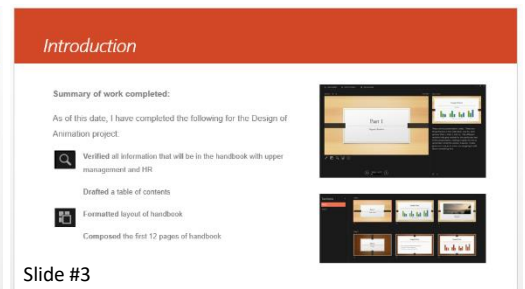 Introduction
Summary of work completed:
As of this date, I have completed the following for the Design of
Animation project:
Verified all information that will be in the handbook with upper
management and HR
Drafted a table of contents
Formatted layout of handbook
Composed the first 12 pages of handbook
Part 1
Slide #3